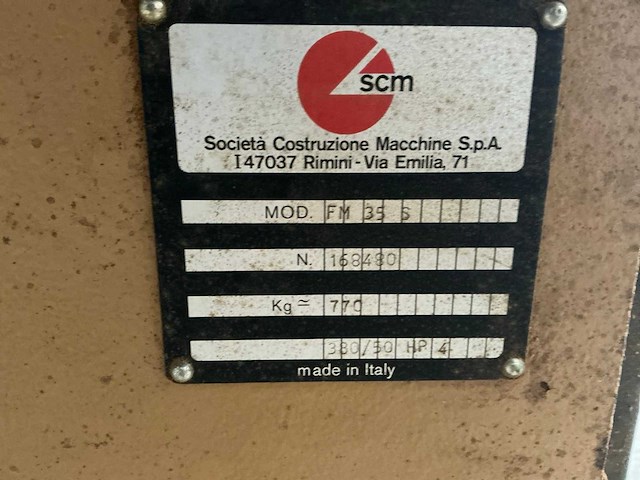 scm
Società Costruzione Macchine S.p.A.
I 47037 Rimini - Via Emilia, 71
MOD. FM 35 S
N. 168480
Kg ≃ 770
380/50 HP 4
made in Italy